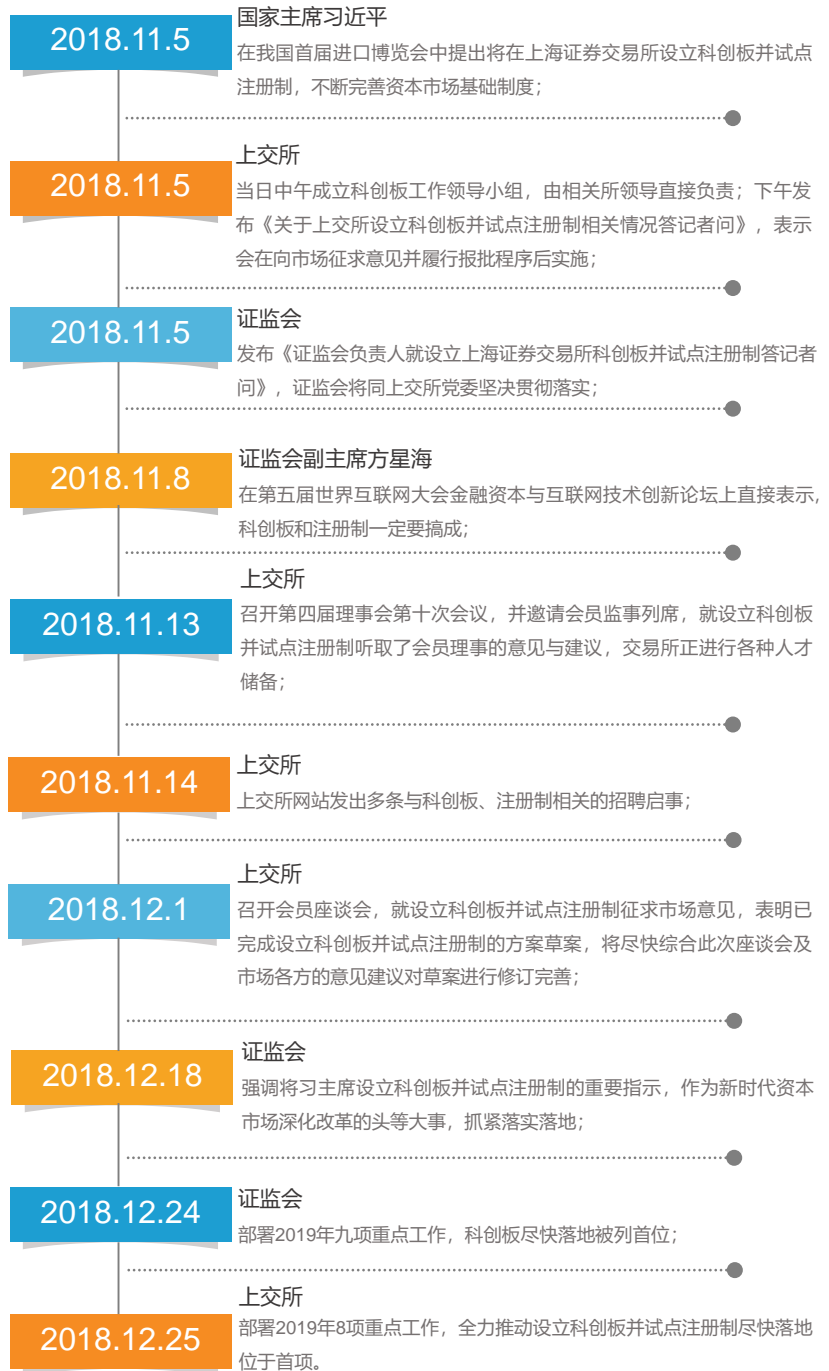 2018.11.5
国家主席习近平
在我国首届进口博览会中提出将在上海证券交易所设立科创板并试点
注册制，不断完善资本市场基础制度；
2018.11.5
上交所
当日中午成立科创板工作领导小组，由相关所领导直接负责；下午发
布《关于上交所设立科创板并试点注册制相关情况答记者问》，表示
会在向市场征求意见并履行报批程序后实施；
2018.11.5
证监会
发布《证监会负责人就设立上海证券交易所科创板并试点注册制答记者
问》，证监会将同上交所党委坚决贯彻落实；
2018.11.8
证监会副主席方星海
在第五届世界互联网大会金融资本与互联网技术创新论坛上直接表示，
科创板和注册制一定要搞成；
2018.11.13
上交所
召开第四届理事会第十次会议，并邀请会员监事列席，就设立科创板
并试点注册制听取了会员理事的意见与建议，交易所正进行各种人才
储备；
2018.11.14
上交所
上交所网站发出多条与科创板、注册制相关的招聘启事；
2018.12.1
上交所
召开会员座谈会，就设立科创板并试点注册制征求市场意见，表明已
完成设立科创板并试点注册制的方案草案，将尽快综合此次座谈会及
市场各方的意见建议对草案进行修订完善；
2018.12.18
证监会
强调将习主席设立科创板并试点注册制的重要指示，作为新时代资本
市场深化改革的头等大事，抓紧落实落地；
2018.12.24
证监会
部署2019年九项重点工作，科创板尽快落地被列首位；
2018.12.25
上交所
部署2019年8项重点工作，全力推动设立科创板并试点注册制尽快落地
位于首项。